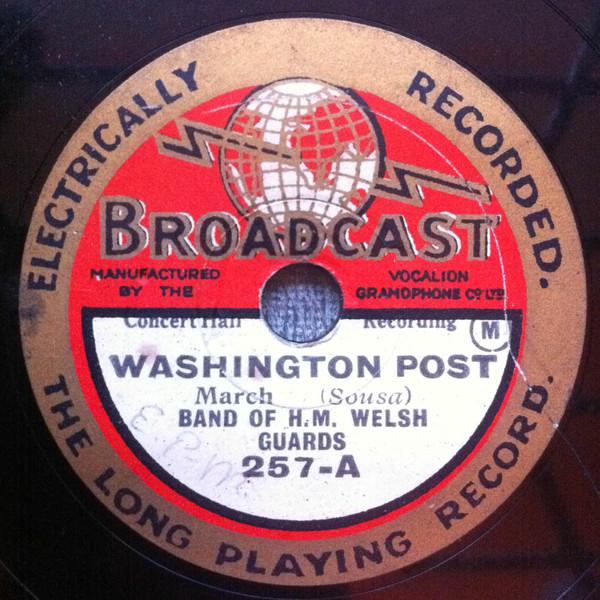 ELECTRICALLY RECORDED.
BROADCAST
MANUFACTURED
BY THE
VOCALION
GRAMOPHONE CO LTD
Concert Hall Recording
M
WASHINGTON POST
March (Sousa)
BAND OF H.M. WELSH
GUARDS
257-A
THE LONG PLAYING RECORD.